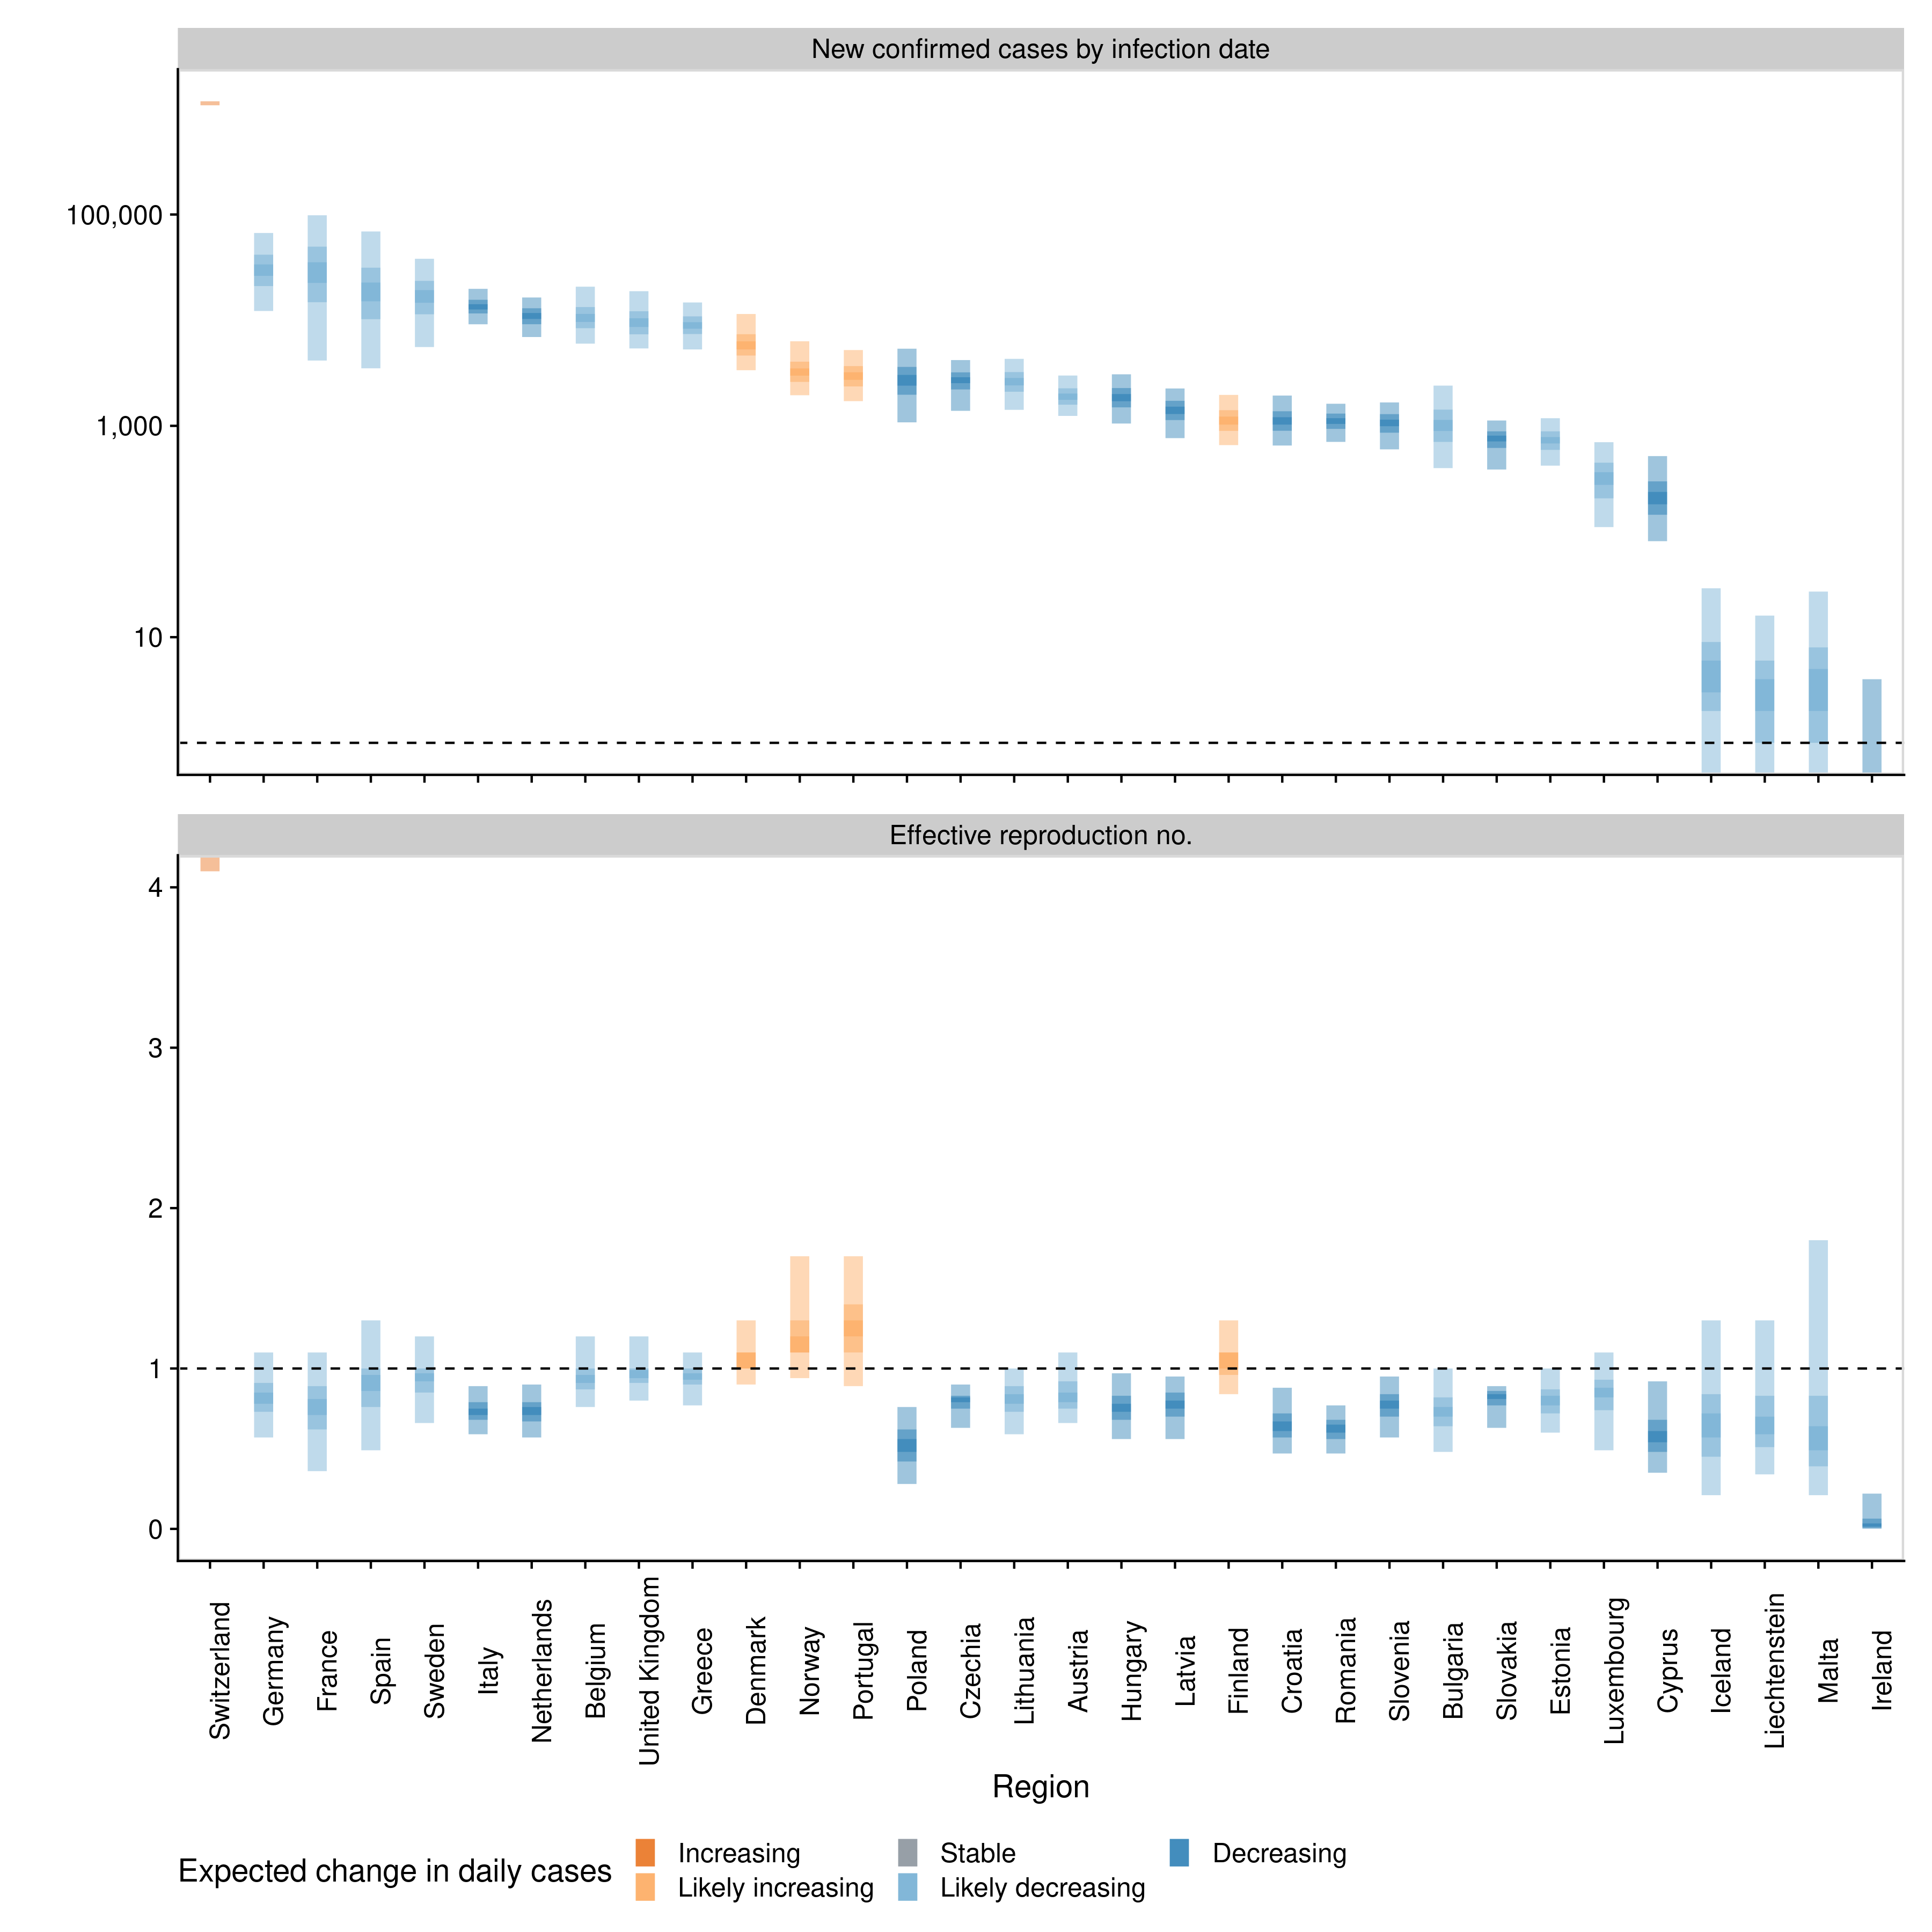 New confirmed cases by infection date
100,000
1,000
10
Effective reproduction no.
4
3
2
1
0
Switzerland
Germany
France
Spain
Sweden
Italy
Netherlands
Belgium
United Kingdom
Greece
Denmark
Norway
Portugal
Poland
Czechia
Lithuania
Austria
Hungary
Latvia
Finland
Croatia
Romania
Slovenia
Bulgaria
Slovakia
Estonia
Luxembourg
Cyprus
Iceland
Liechtenstein
Malta
Ireland
Region
Expected change in daily cases
Increasing
Likely increasing
Stable
Likely decreasing
Decreasing